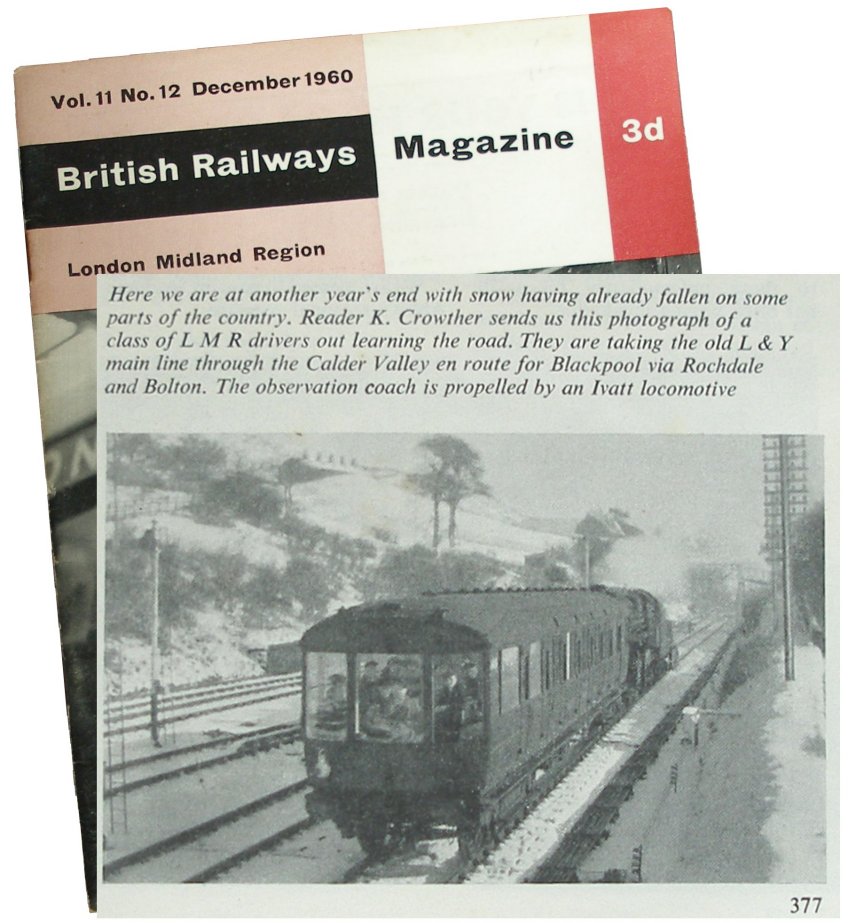 Vol. 11 No. 12 December 1960
British Railways Magazine 3d
London Midland Region
Here we are at another year's end with snow having already fallen on some
parts of the country. Reader K. Crowther sends us this photograph of a
class of L M R drivers out learning the road. They are taking the old L & Y
main line through the Calder Valley en route for Blackpool via Rochdale
and Bolton. The observation coach is propelled by an Ivatt locomotive
377